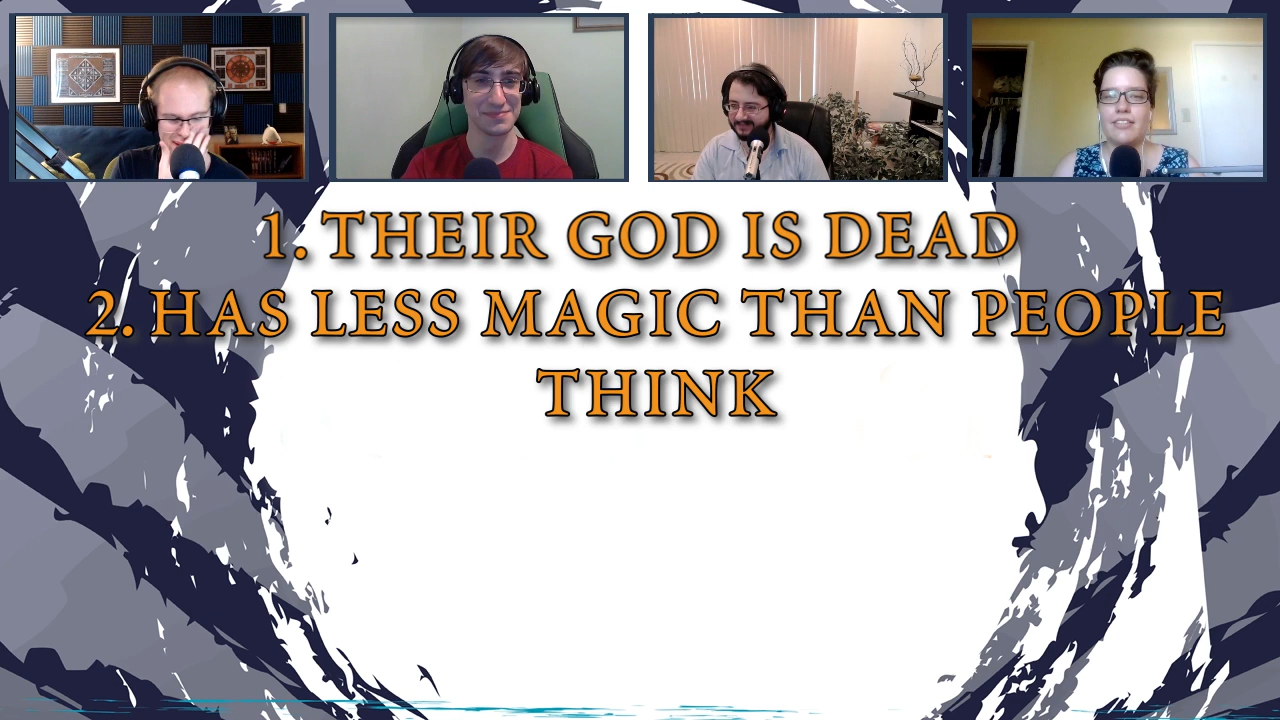 1. THEIR GOD IS DEAD
2. HAS LESS MAGIC THAN PEOPLE
THINK